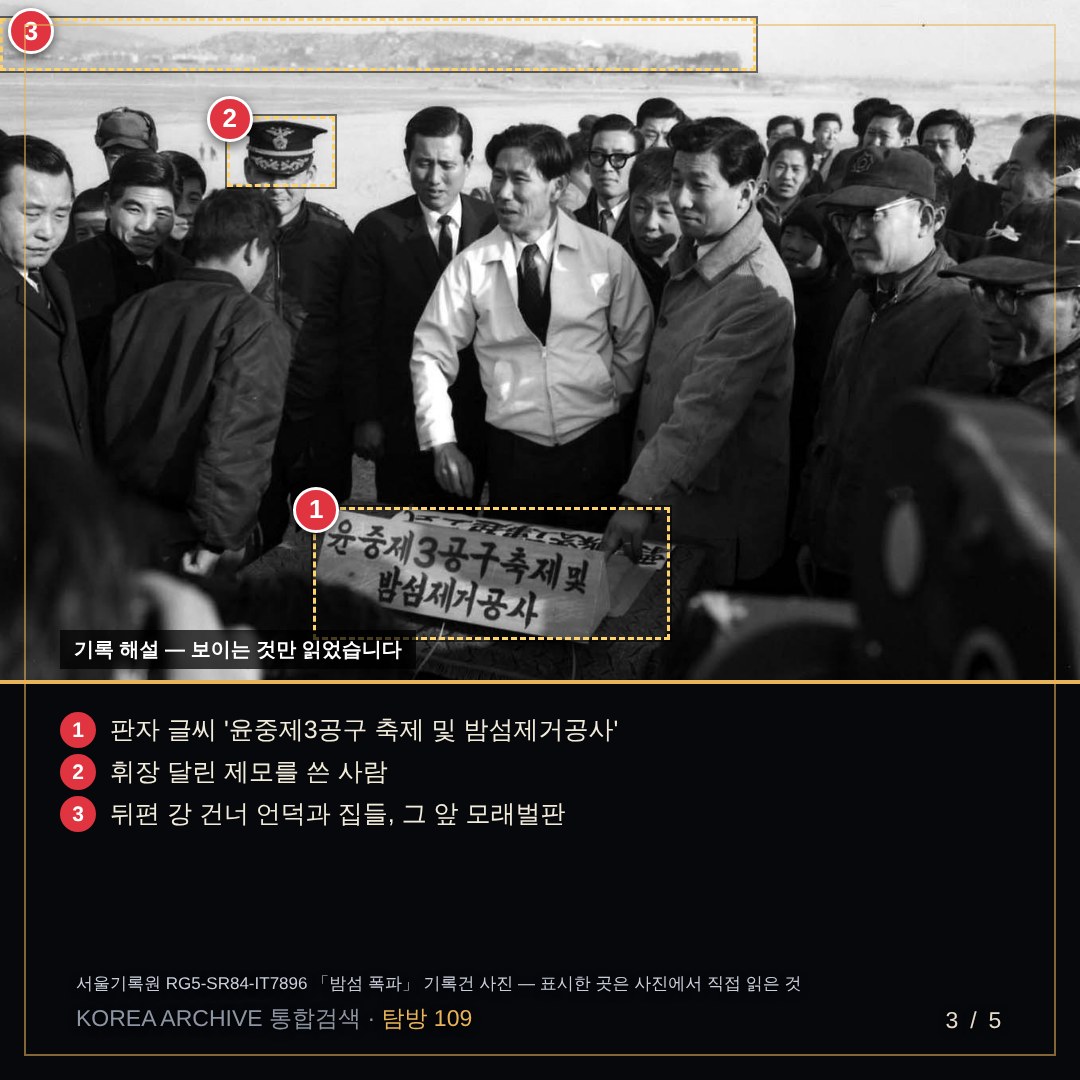 3
2
1
윤중제3공구축제및
밤섬제거공사
기록 해설 — 보이는 것만 읽었습니다
1 판자 글씨 '윤중제3공구 축제 및 밤섬제거공사'
2 휘장 달린 제모를 쓴 사람
3 뒤편 강 건너 언덕과 집들, 그 앞 모래벌판
서울기록원 RG5-SR84-IT7896 「밤섬 폭파」 기록건 사진 — 표시한 곳은 사진에서 직접 읽은 것
KOREA ARCHIVE 통합검색 · 탐방 109
3 / 5